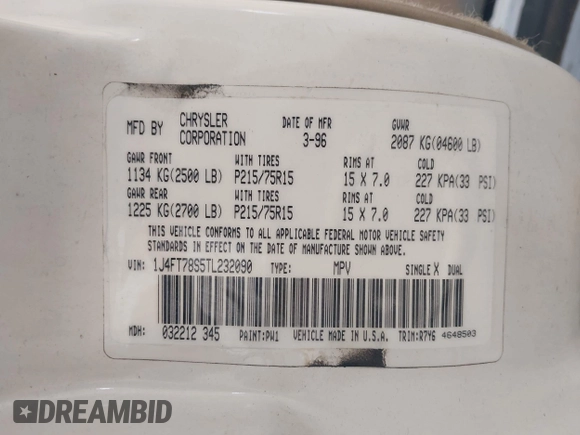 MFD BY CHRYSLER CORPORATION DATE OF MFR 3-96 GVWR 2087 KG(04600 LB)
GAWR FRONT WITH TIRES RIMS AT COLD
1134 KG(2500 LB) P215/75R15 15 X 7.0 227 KPA(33 PSI)
GAWR REAR WITH TIRES RIMS AT COLD
1225 KG(2700 LB) P215/75R15 15 X 7.0 227 KPA(33 PSI)
THIS VEHICLE CONFORMS TO ALL APPLICABLE FEDERAL MOTOR VEHICLE SAFETY
STANDARDS IN EFFECT ON THE DATE OF MANUFACTURE SHOWN ABOVE.
VIN: 1J4FT78S5TL232090 TYPE: MPV SINGLE X DUAL
MDH: 032212 345 PAINT:PW1 VEHICLE MADE IN U.S.A. TRIM:R7Y6 4648503
DREAMBID